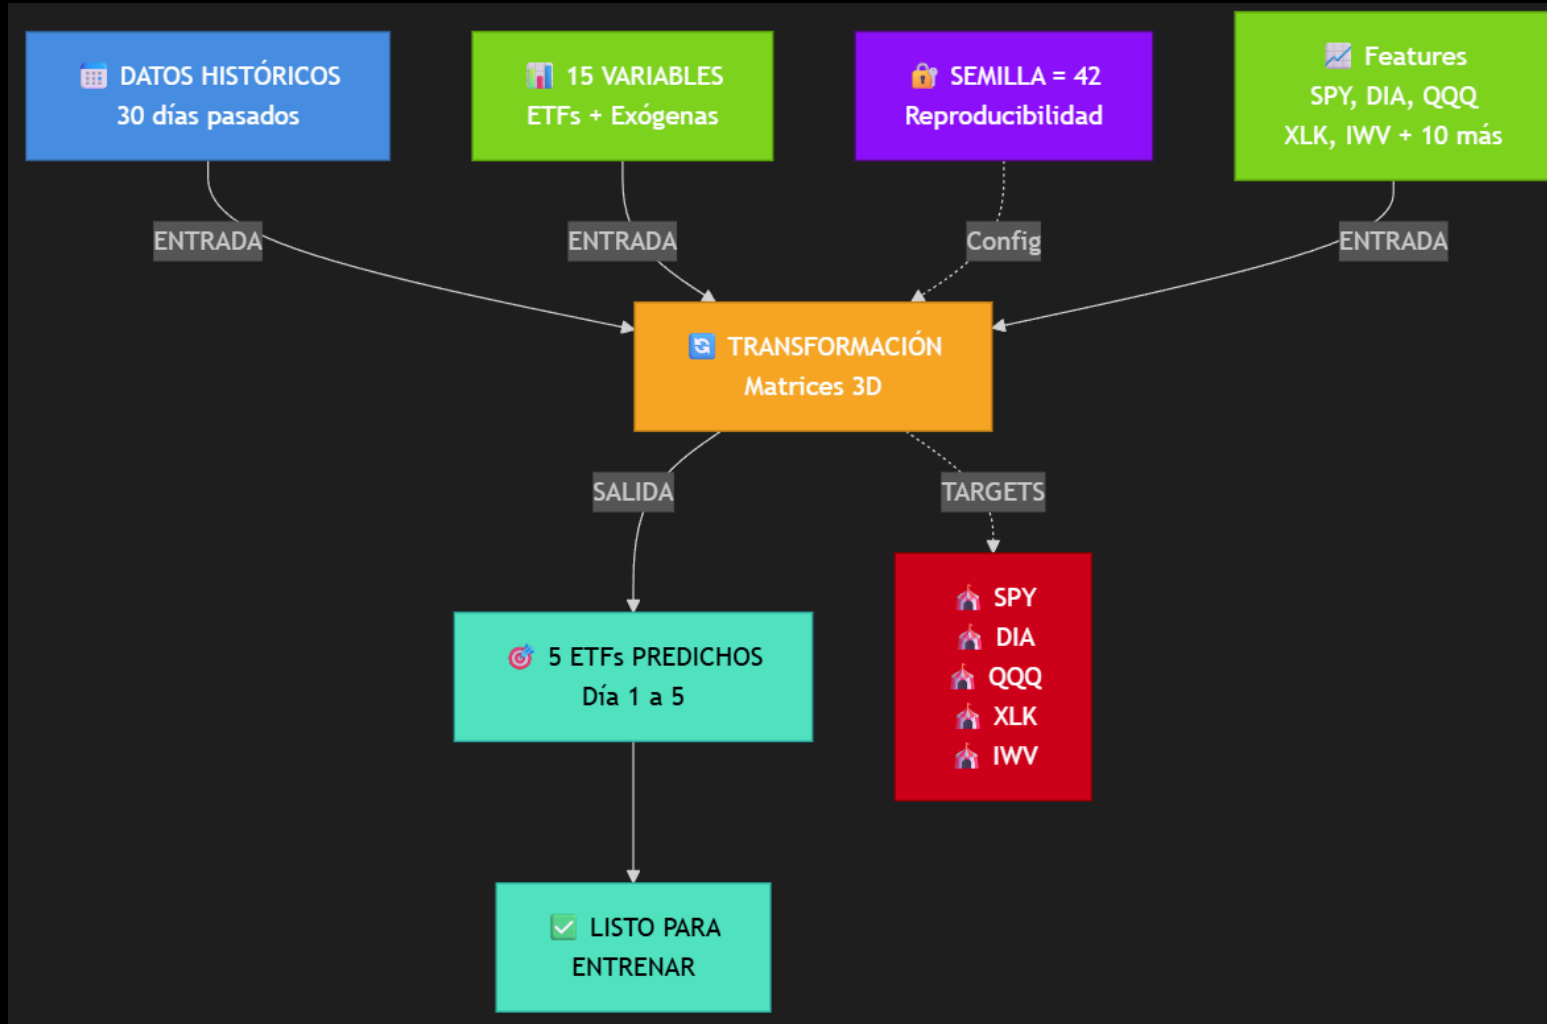 DATOS HISTÓRICOS
30 días pasados
15 VARIABLES
ETFs + Exógenas
SEMILLA = 42
Reproducibilidad
Features
SPY, DIA, QQQ
XLK, IWV + 10 más
ENTRADA
ENTRADA
Config
ENTRADA
TRANSFORMACIÓN
Matrices 3D
SALIDA
TARGETS
5 ETFs PREDICHOS
Día 1 a 5
SPY
DIA
QQQ
XLK
IWV
LISTO PARA
ENTRENAR